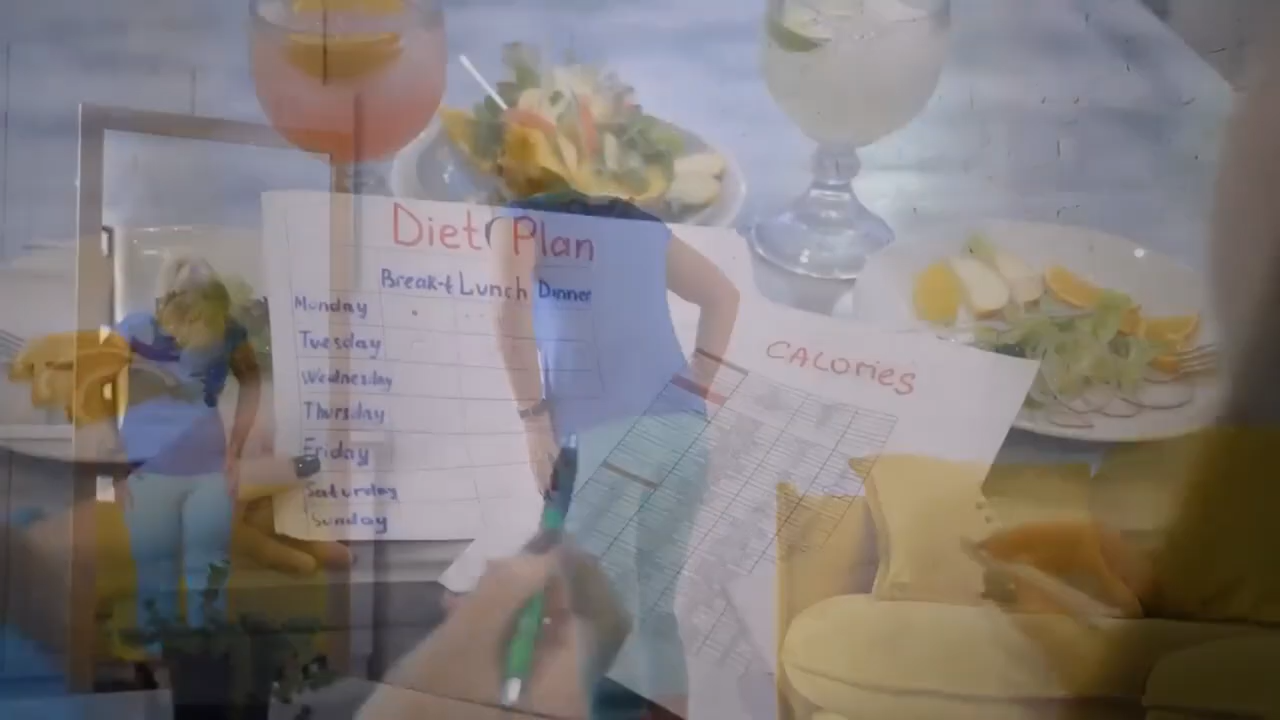 Diet Plan
Break-t Lunch Dinner
Monday
Tuesday
Wednesday
Thursday
Friday
Saturday
Sunday
CALORIES